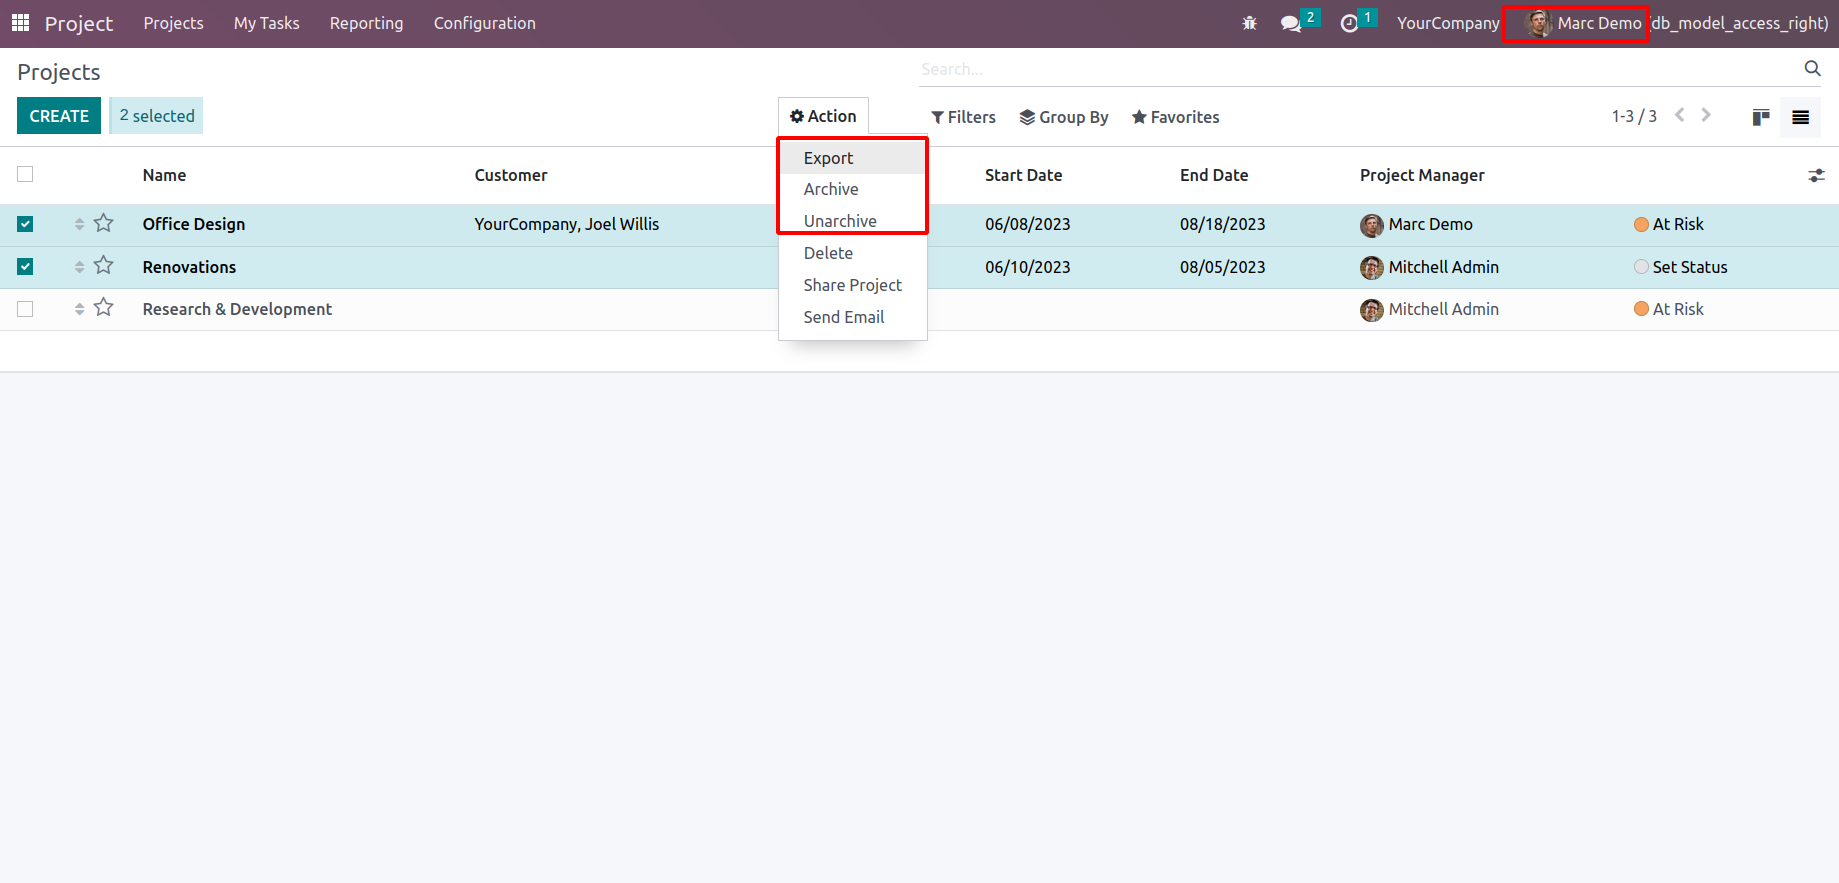 Project Projects My Tasks Reporting Configuration 2 1 YourCompany Marc Demo (db_model_access_right)
Projects Search...
CREATE 2 selected Action Filters Group By Favorites 1-3 / 3
Export
Archive
Unarchive
Delete
Share Project
Send Email
Name Customer Start Date End Date Project Manager
Office Design YourCompany, Joel Willis 06/08/2023 08/18/2023 Marc Demo At Risk
Renovations 06/10/2023 08/05/2023 Mitchell Admin Set Status
Research & Development Mitchell Admin At Risk